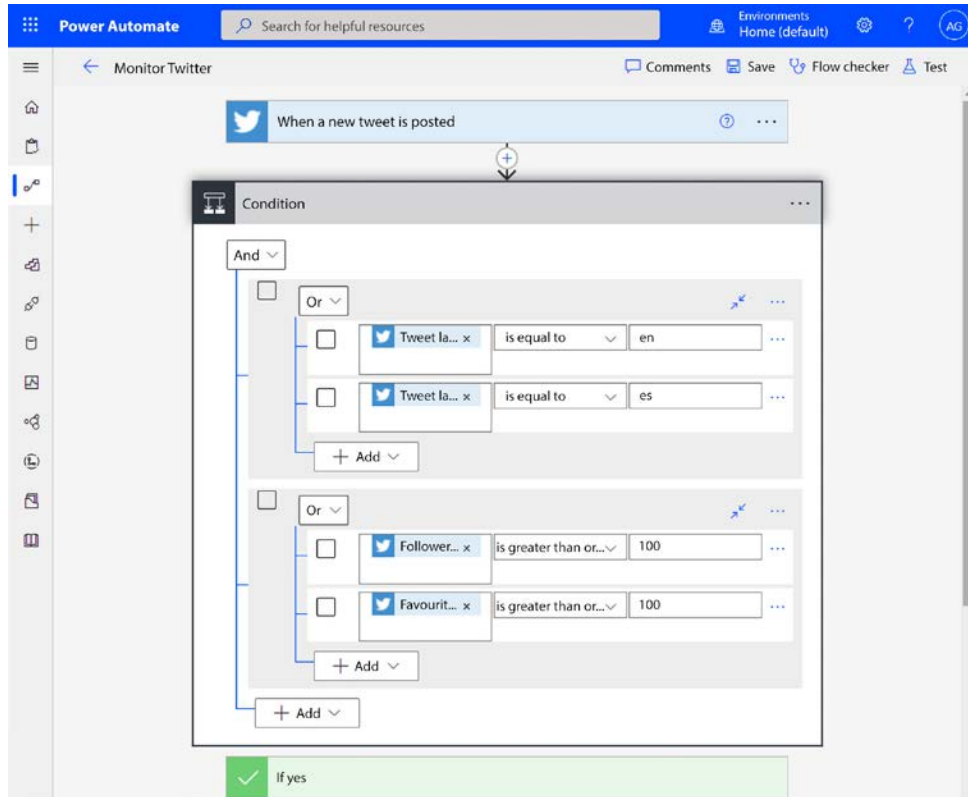 Power Automate
Search for helpful resources
Environments
Home (default)
?
AG
Monitor Twitter
Comments
Save
Flow checker
Test
When a new tweet is posted
?
...
Condition
...
And
Or
...
Tweet la... ×
is equal to
en
...
Tweet la... ×
is equal to
es
...
+ Add
Or
...
Follower... ×
is greater than or...
100
...
Favourit... ×
is greater than or...
100
...
+ Add
+ Add
If yes